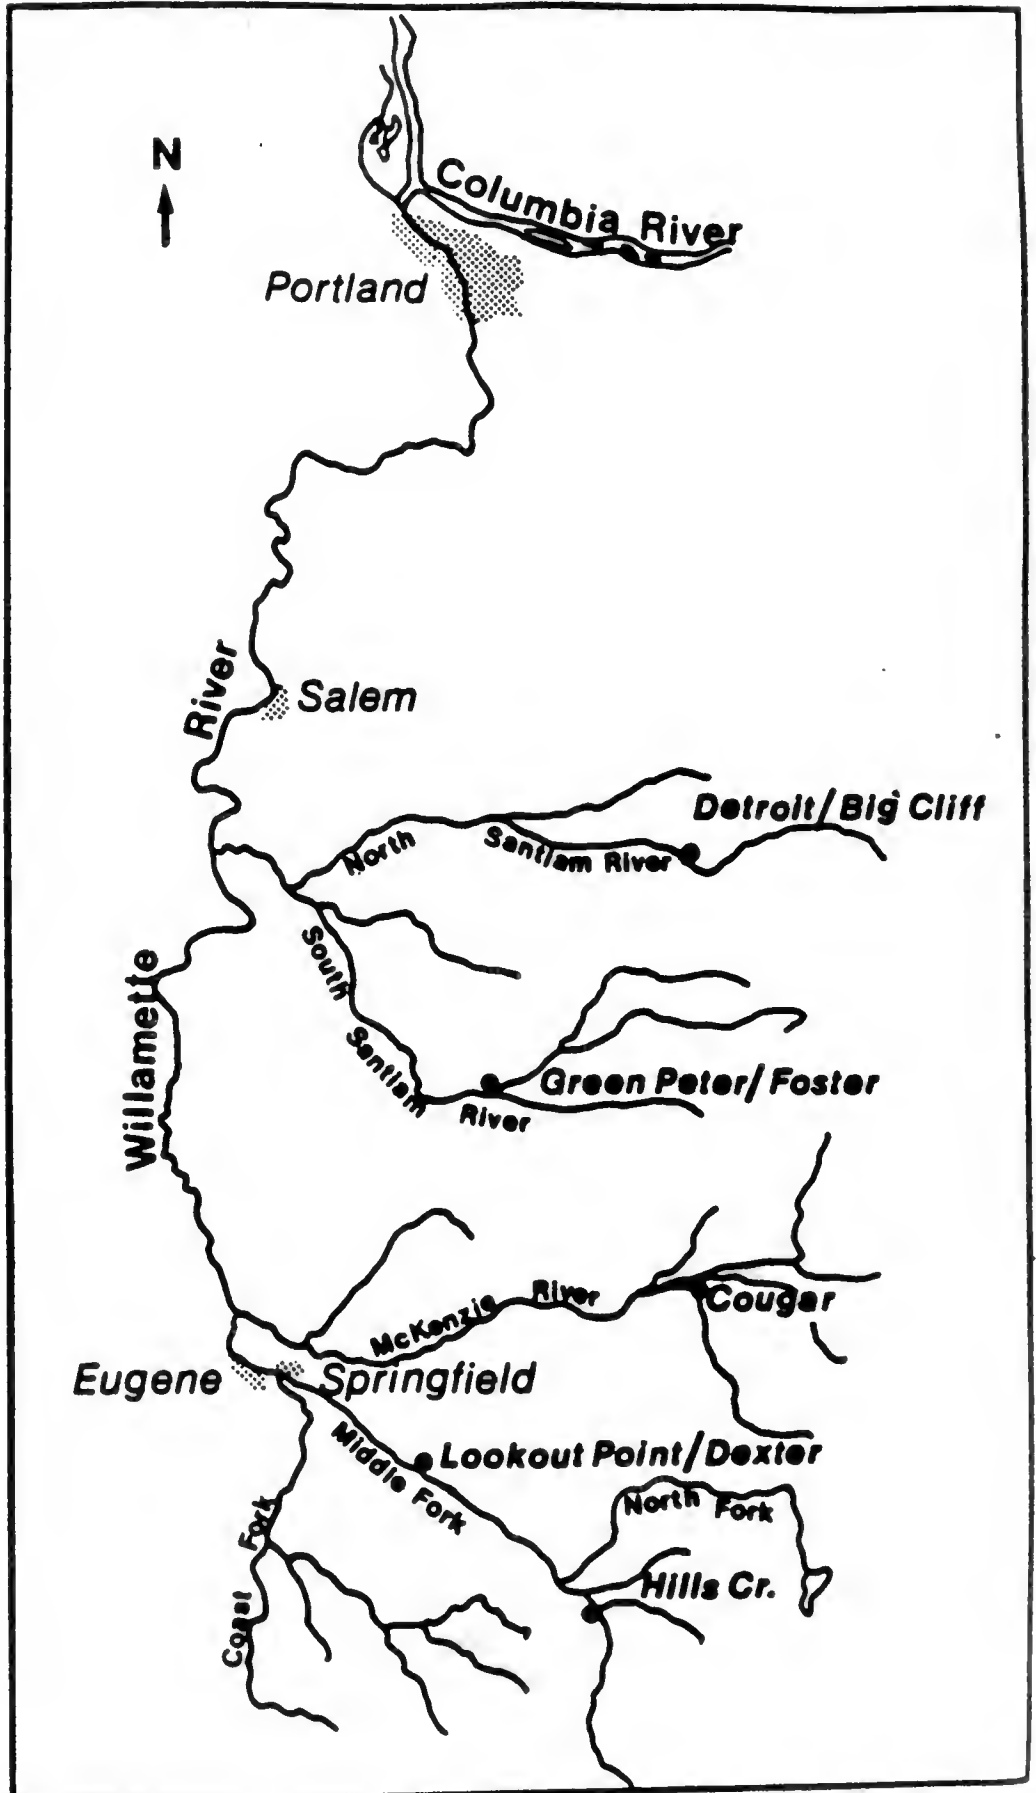 N
Columbia River
Portland
River
Salem
Detroit/Big Cliff
North
Santiam River
South
Santiam
River
Willamette
Green Peter/Foster
McKenzie
River
Cougar
Eugene
Springfield
Middle Fork
Lookout Point/Dexter
North Fork
Coast Fork
Hills Cr.